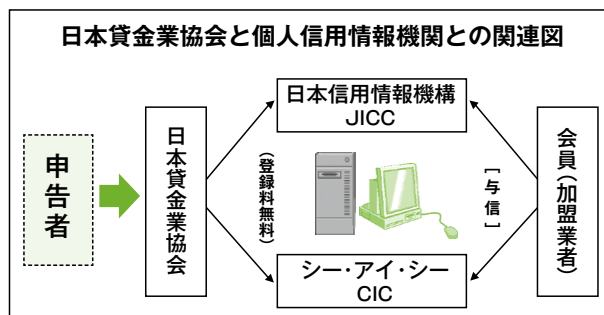 日本貸金業協会と個人信用情報機関との関連図
申告者
日本貸金業協会
(登録料無料)
日本信用情報機構
JICC
シー・アイ・シー
CIC
[与信]
会員(加盟業者)